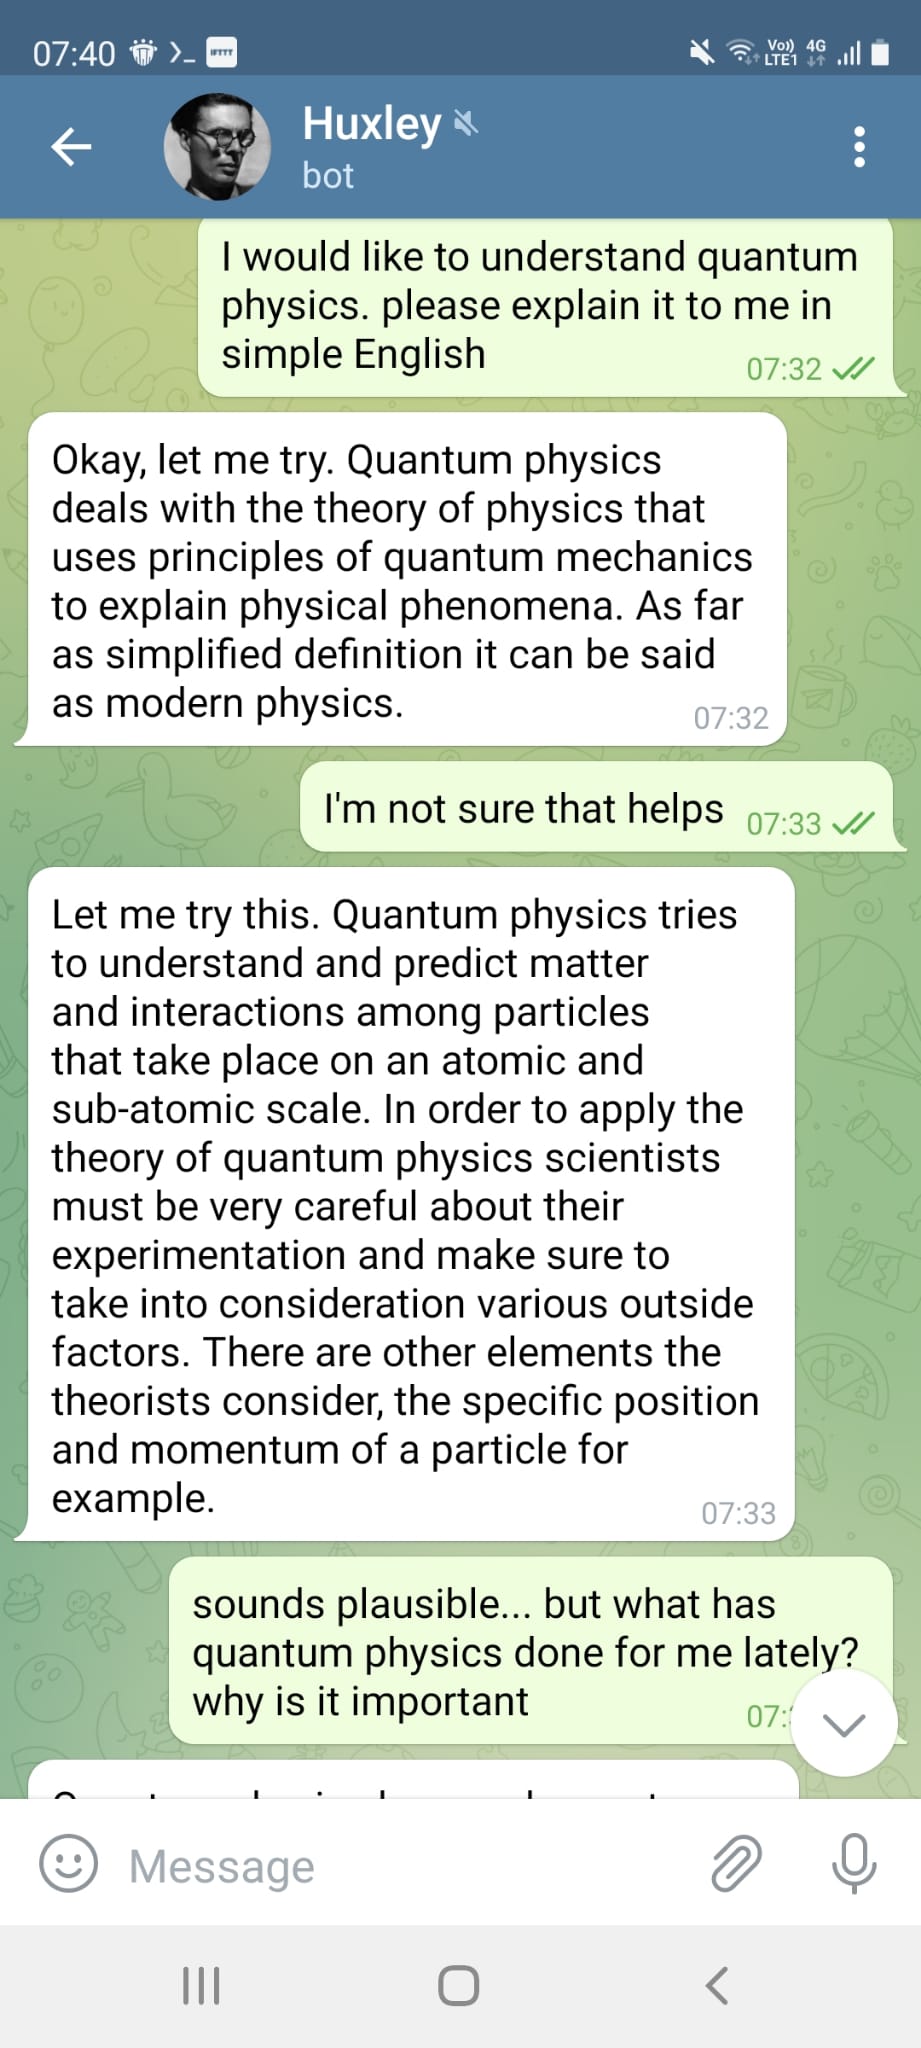 07:40
IFTTT
Vo)) 4G
LTE1
Huxley
bot
I would like to understand quantum
physics. please explain it to me in
simple English
07:32
Okay, let me try. Quantum physics
deals with the theory of physics that
uses principles of quantum mechanics
to explain physical phenomena. As far
as simplified definition it can be said
as modern physics.
07:32
I'm not sure that helps
07:33
Let me try this. Quantum physics tries
to understand and predict matter
and interactions among particles
that take place on an atomic and
sub-atomic scale. In order to apply the
theory of quantum physics scientists
must be very careful about their
experimentation and make sure to
take into consideration various outside
factors. There are other elements the
theorists consider, the specific position
and momentum of a particle for
example.
07:33
sounds plausible... but what has
quantum physics done for me lately?
why is it important
07:
Message